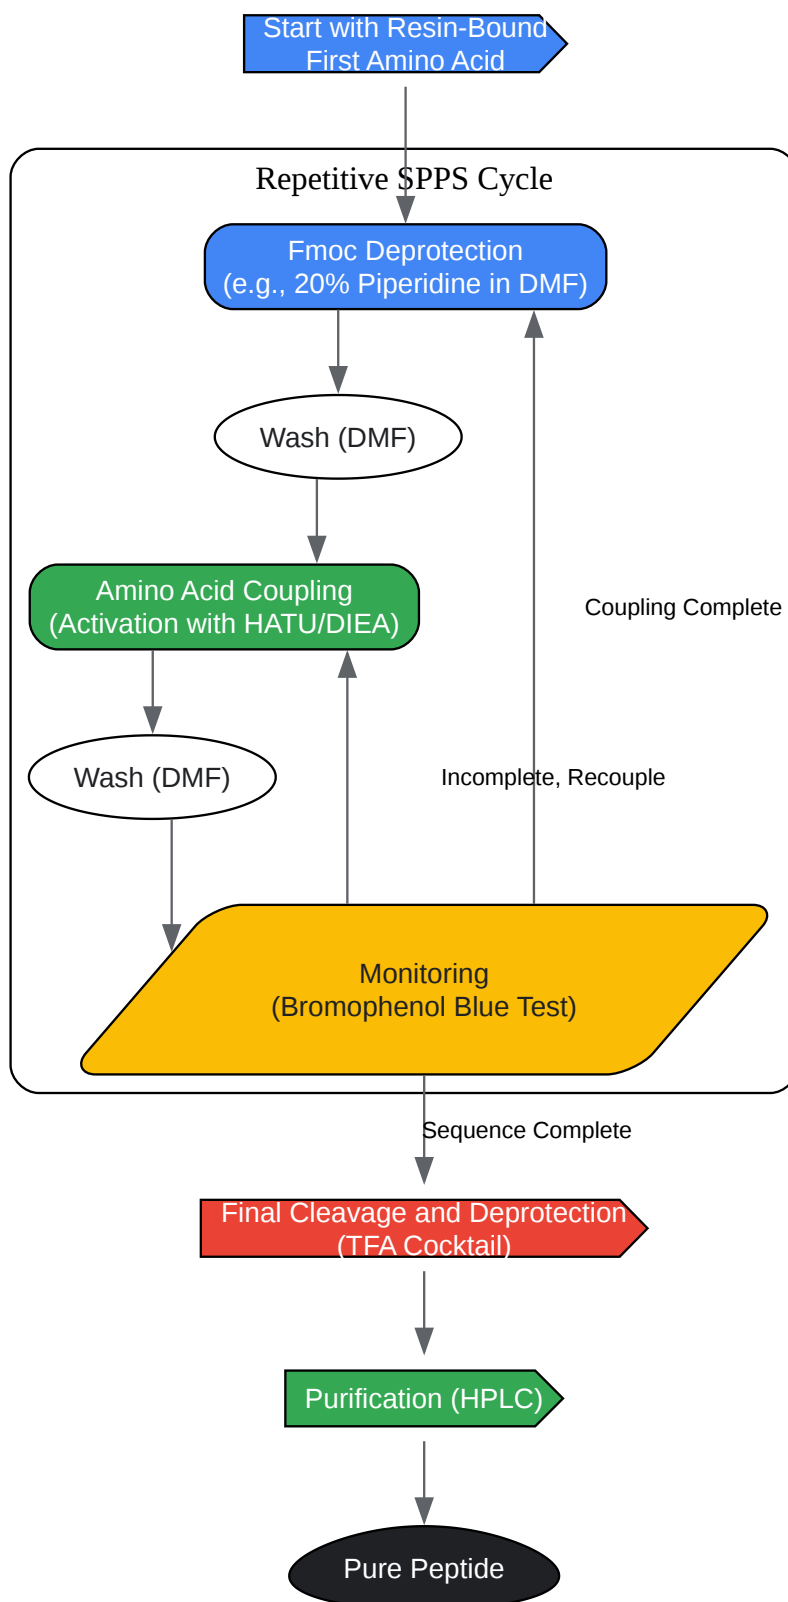 Start with Resin-Bound
First Amino Acid
Repetitive SPPS Cycle
Fmoc Deprotection
(e.g., 20% Piperidine in DMF)
Wash (DMF)
Amino Acid Coupling
(Activation with HATU/DIEA)
Coupling Complete
Wash (DMF)
Incomplete, Recouple
Monitoring
(Bromophenol Blue Test)
Sequence Complete
Final Cleavage and Deprotection
(TFA Cocktail)
Purification (HPLC)
Pure Peptide